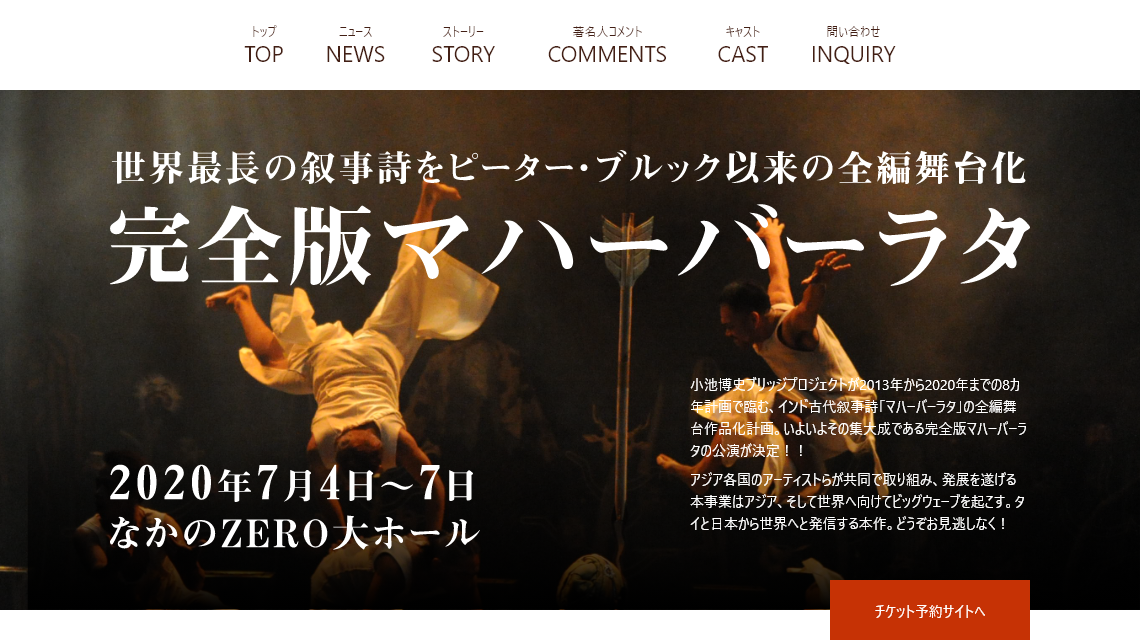 トップ
TOP
ニュース
NEWS
ストーリー
STORY
著名人コメント
COMMENTS
キャスト
CAST
問い合わせ
INQUIRY
世界最長の叙事詩をピーター・ブルック以来の全編舞台化
完全版マハーバーラタ
小池博史ブリッジプロジェクトが2013年から2020年までの8カ
年計画で臨む、インド古代叙事詩「マハーバーラタ」の全編舞
台作品化計画。いよいよその集大成である完全版マハーバーラ
タの公演が決定！！
アジア各国のアーティストらが共同で取り組み、発展を遂げる
本事業はアジア、そして世界へ向けてビッグウェーブを起こす。タ
イと日本から世界へと発信する本作。どうぞお見逃しなく！
2020年7月4日～7日
なかのZERO大ホール
チケット予約サイトへ